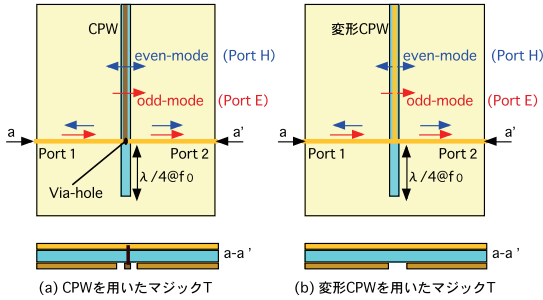 CPW
even-mode (Port H)
odd-mode (Port E)
a
a'
Port 1
Port 2
Via-hole
λ/4@f0
a-a '
(a) CPWを用いたマジックT
変形CPW
even-mode (Port H)
odd-mode (Port E)
a
a'
Port 1
Port 2
λ/4@f0
a-a '
(b) 変形CPWを用いたマジックT